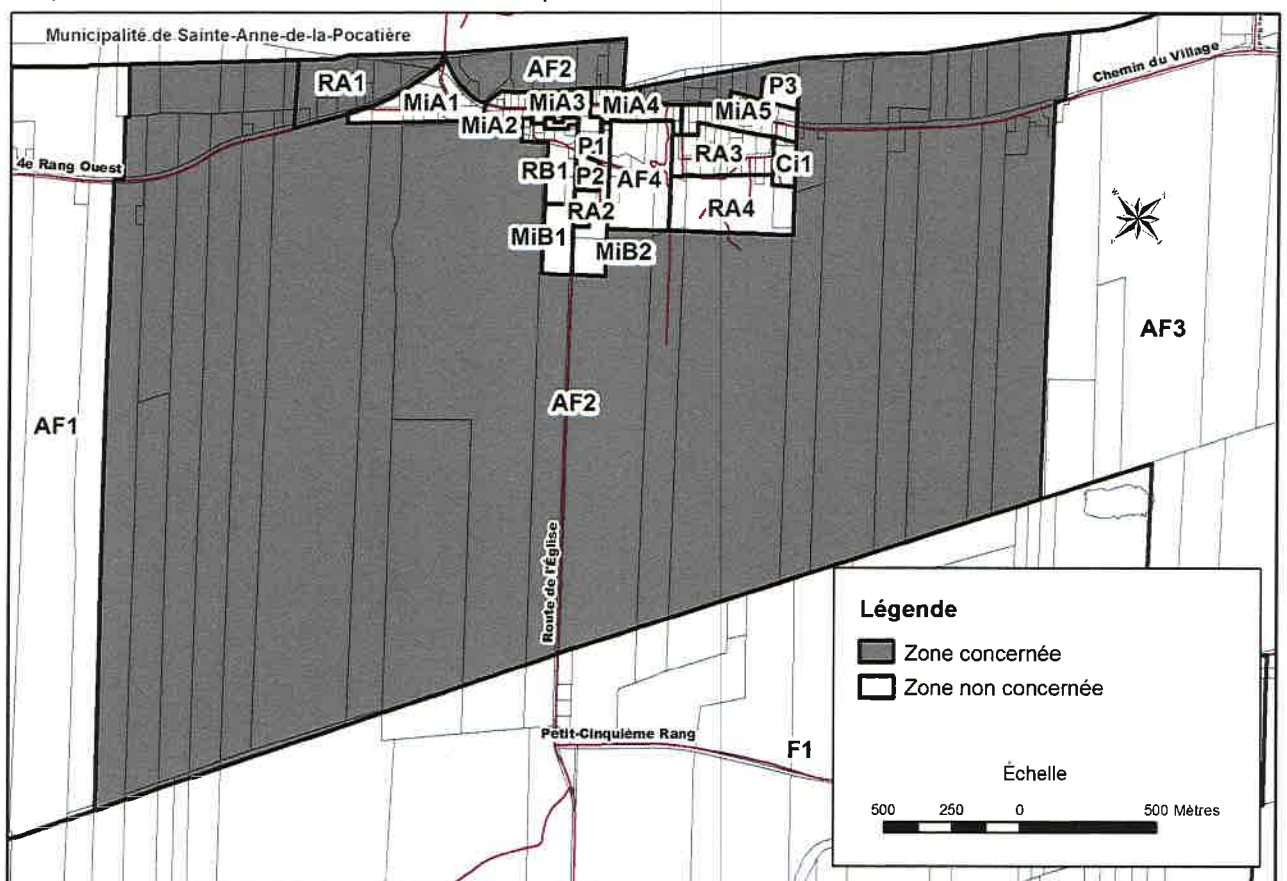 Municipalité de Sainte-Anne-de-la-Pocatière
Chemin du Village
RA1
AF2
P3
MiA1
MiA3
MiA4
MiA5
MiA2
P1
RA3
4e Rang Ouest
RB1
P2
AF4
Ci1
RA2
RA4
MiB1
MiB2
AF3
AF2
AF1
Route de l'Église
Légende
Zone concernée
Zone non concernée
Petit-Cinquième Rang
F1
Échelle
500 250 0 500 Mètres